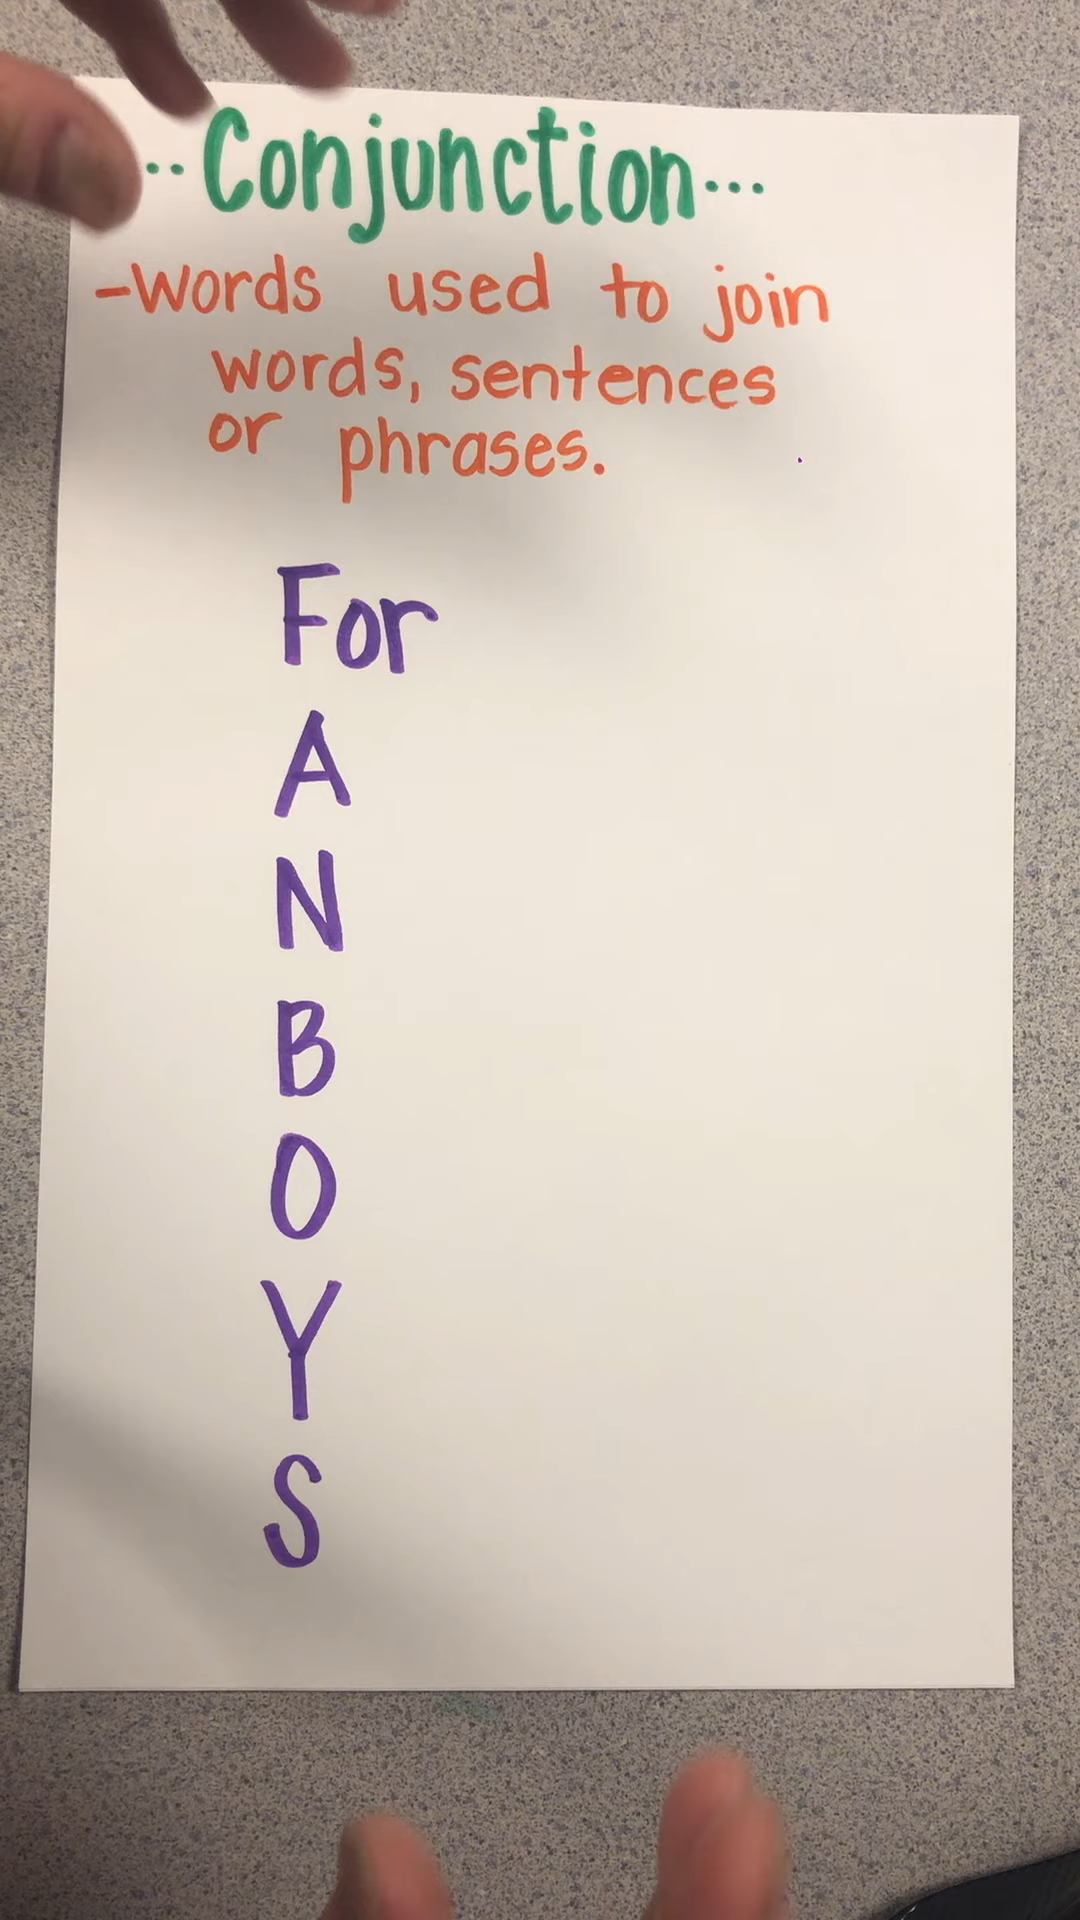 ...Conjunction...
-words used to join
words, sentences
or phrases.
For
A
N
B
O
Y
S